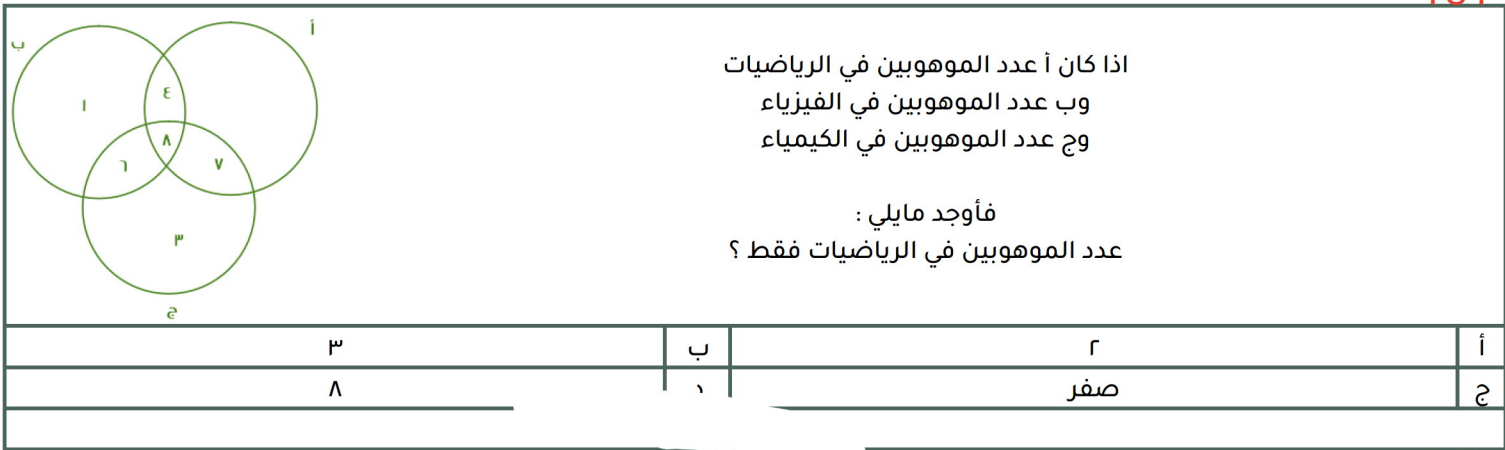 أ
ب
٤
١
٨
٦
٧
٣
ج
اذا كان أ عدد الموهوبين في الرياضيات
وب عدد الموهوبين في الفيزياء
وج عدد الموهوبين في الكيمياء
فأوجد مايلي :
عدد الموهوبين في الرياضيات فقط ؟
أ ٢ ب ٣
ج صفر د ٨